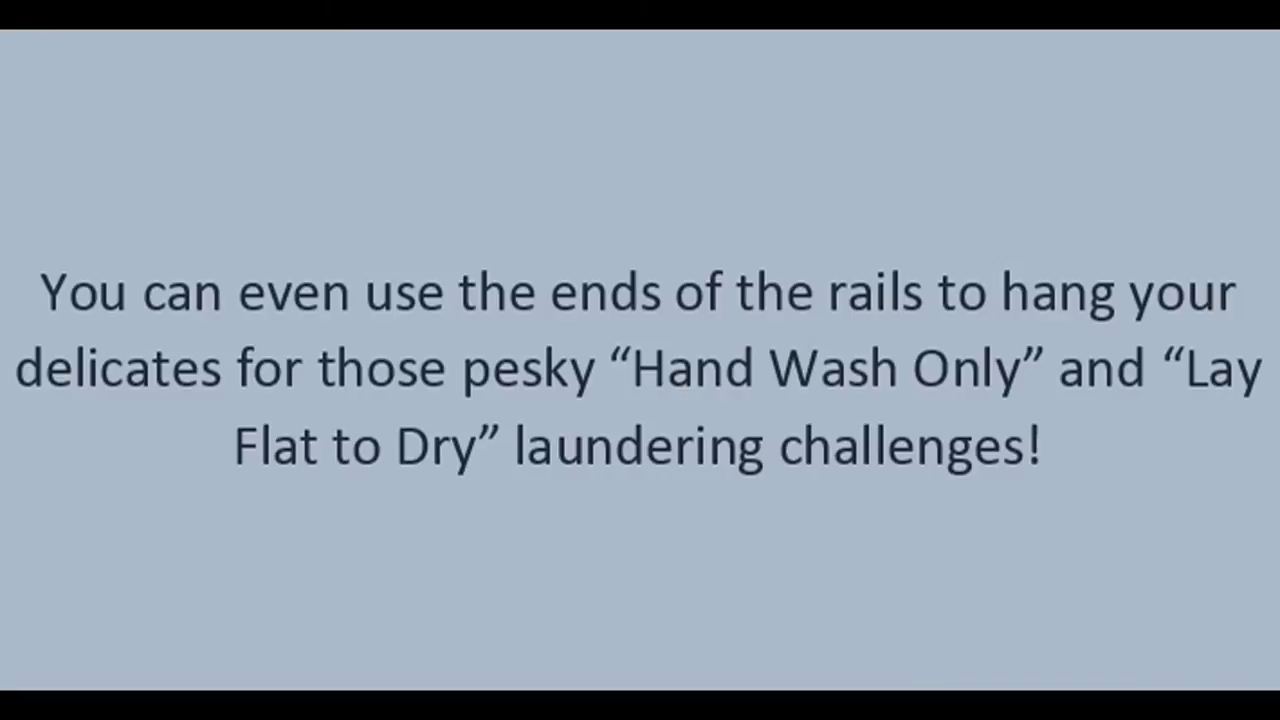 You can even use the ends of the rails to hang your
delicates for those pesky “Hand Wash Only” and “Lay
Flat to Dry” laundering challenges!